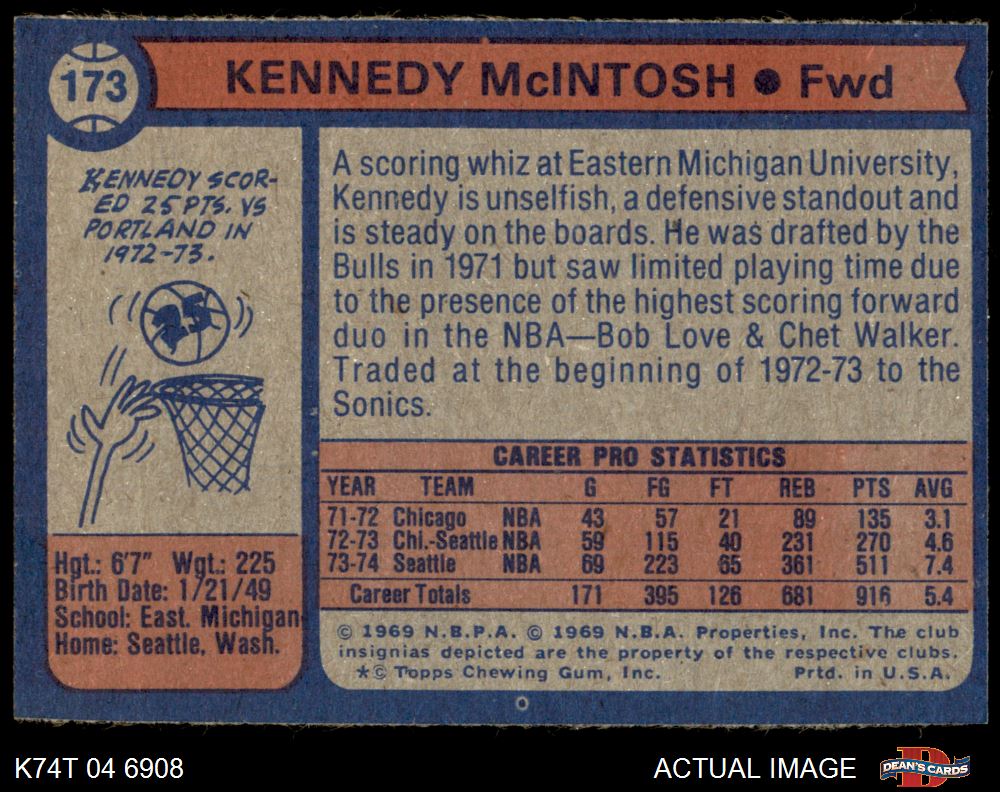 173
KENNEDY McINTOSH ● Fwd
KENNEDY SCOR-
ED 25 PTS. VS
PORTLAND IN
1972-73.
25
A scoring whiz at Eastern Michigan University,
Kennedy is unselfish, a defensive standout and
is steady on the boards. He was drafted by the
Bulls in 1971 but saw limited playing time due
to the presence of the highest scoring forward
duo in the NBA—Bob Love & Chet Walker.
Traded at the beginning of 1972-73 to the
Sonics.
Hgt.: 6'7" Wgt.: 225
Birth Date: 1/21/49
School: East. Michigan
Home: Seattle, Wash.
CAREER PRO STATISTICS
YEAR TEAM G FG FT REB PTS AVG
71-72 Chicago NBA 43 57 21 89 135 3.1
72-73 Chi.-Seattle NBA 59 115 40 231 270 4.6
73-74 Seattle NBA 69 223 65 361 511 7.4
Career Totals 171 395 126 681 916 5.4
© 1969 N.B.P.A. © 1969 N.B.A. Properties, Inc. The club
insignias depicted are the property of the respective clubs.
*© Topps Chewing Gum, Inc. Prtd. in U.S.A.
K74T 04 6908
ACTUAL IMAGE
D
DEAN'S CARDS